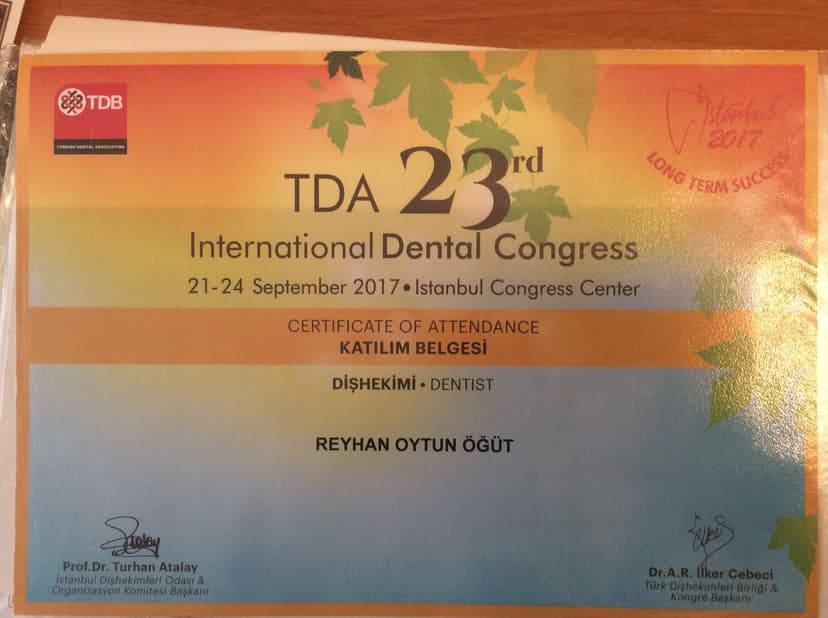 TDB
TURKISH DENTAL ASSOCIATION
İstanbul
2017
LONG TERM SUCCESS
TDA 23rd
International Dental Congress
21-24 September 2017 • Istanbul Congress Center
CERTIFICATE OF ATTENDANCE
KATILIM BELGESİ
DİŞHEKİMİ • DENTIST
REYHAN OYTUN ÖĞÜT
Prof.Dr. Turhan Atalay
İstanbul Dişhekimleri Odası &
Organizasyon Komitesi Başkanı
Dr.A.R. İlker Cebeci
Türk Dişhekimleri Birliği &
Kongre Başkanı